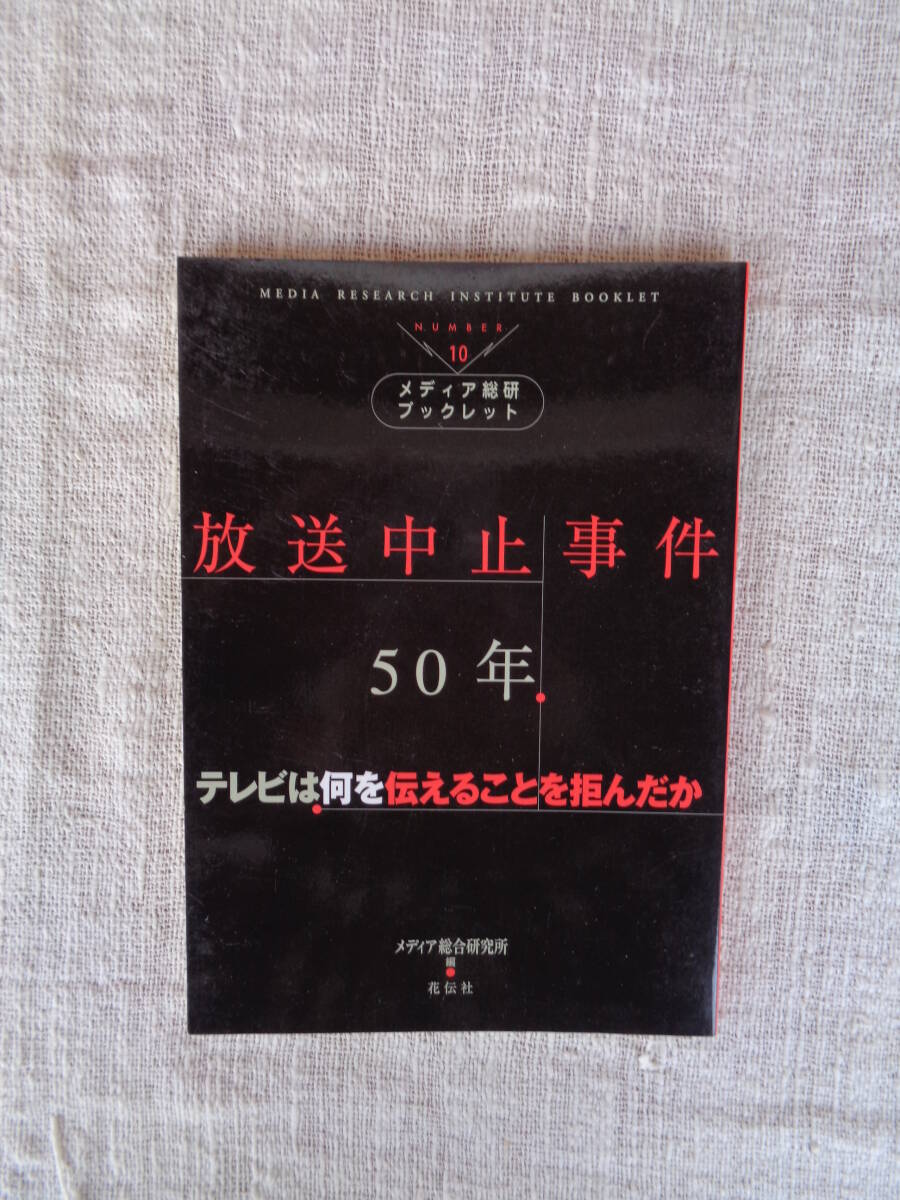 MEDIA RESEARCH INSTITUTE BOOKLET
NUMBER
10
メディア総研
ブックレット
放送中止事件
50年
テレビは何を伝えることを拒んだか
メディア総合研究所
編
花伝社